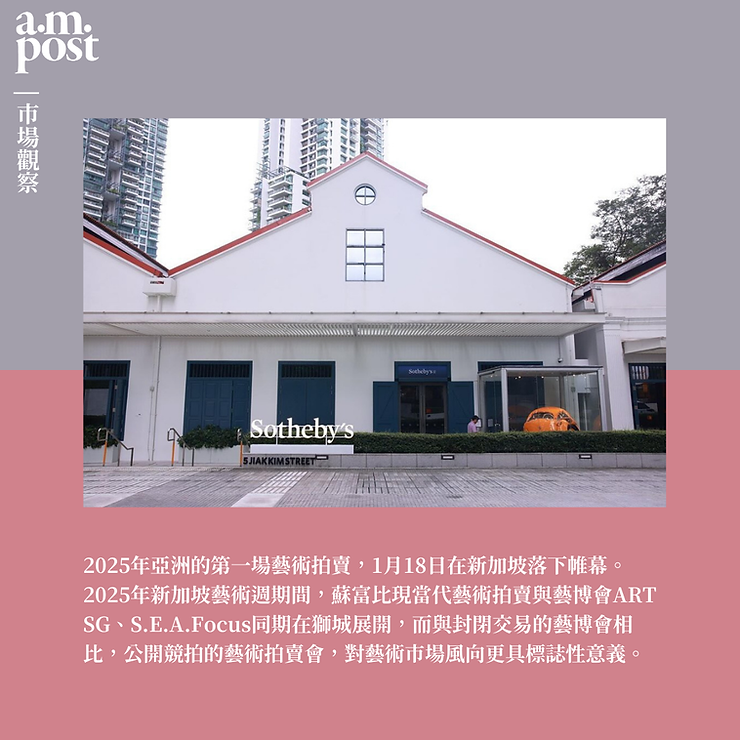 a.m.
post
市場觀察
Sotheby's
Sotheby's
5 JIAK KIM STREET
2025年亞洲的第一場藝術拍賣，1月18日在新加坡落下帷幕。
2025年新加坡藝術週期間，蘇富比現當代藝術拍賣與藝博會ART
SG、S.E.A.Focus同期在獅城展開，而與封閉交易的藝博會相
比，公開競拍的藝術拍賣會，對藝術市場風向更具標誌性意義。